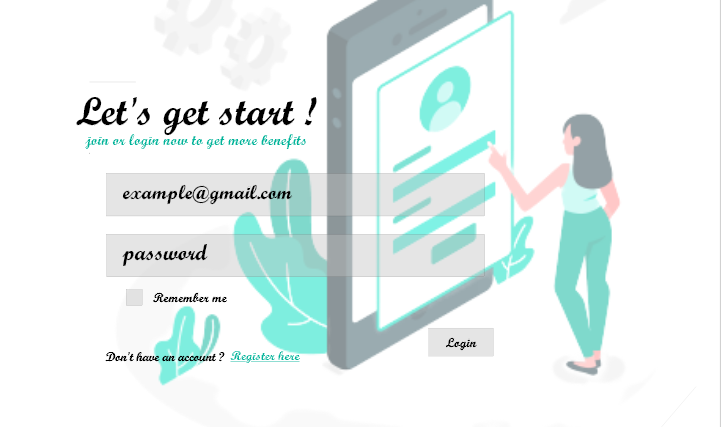 Let's get start !
join or login now to get more benefits
example@gmail.com
password
Remember me
Login
Don't have an account ? Register here